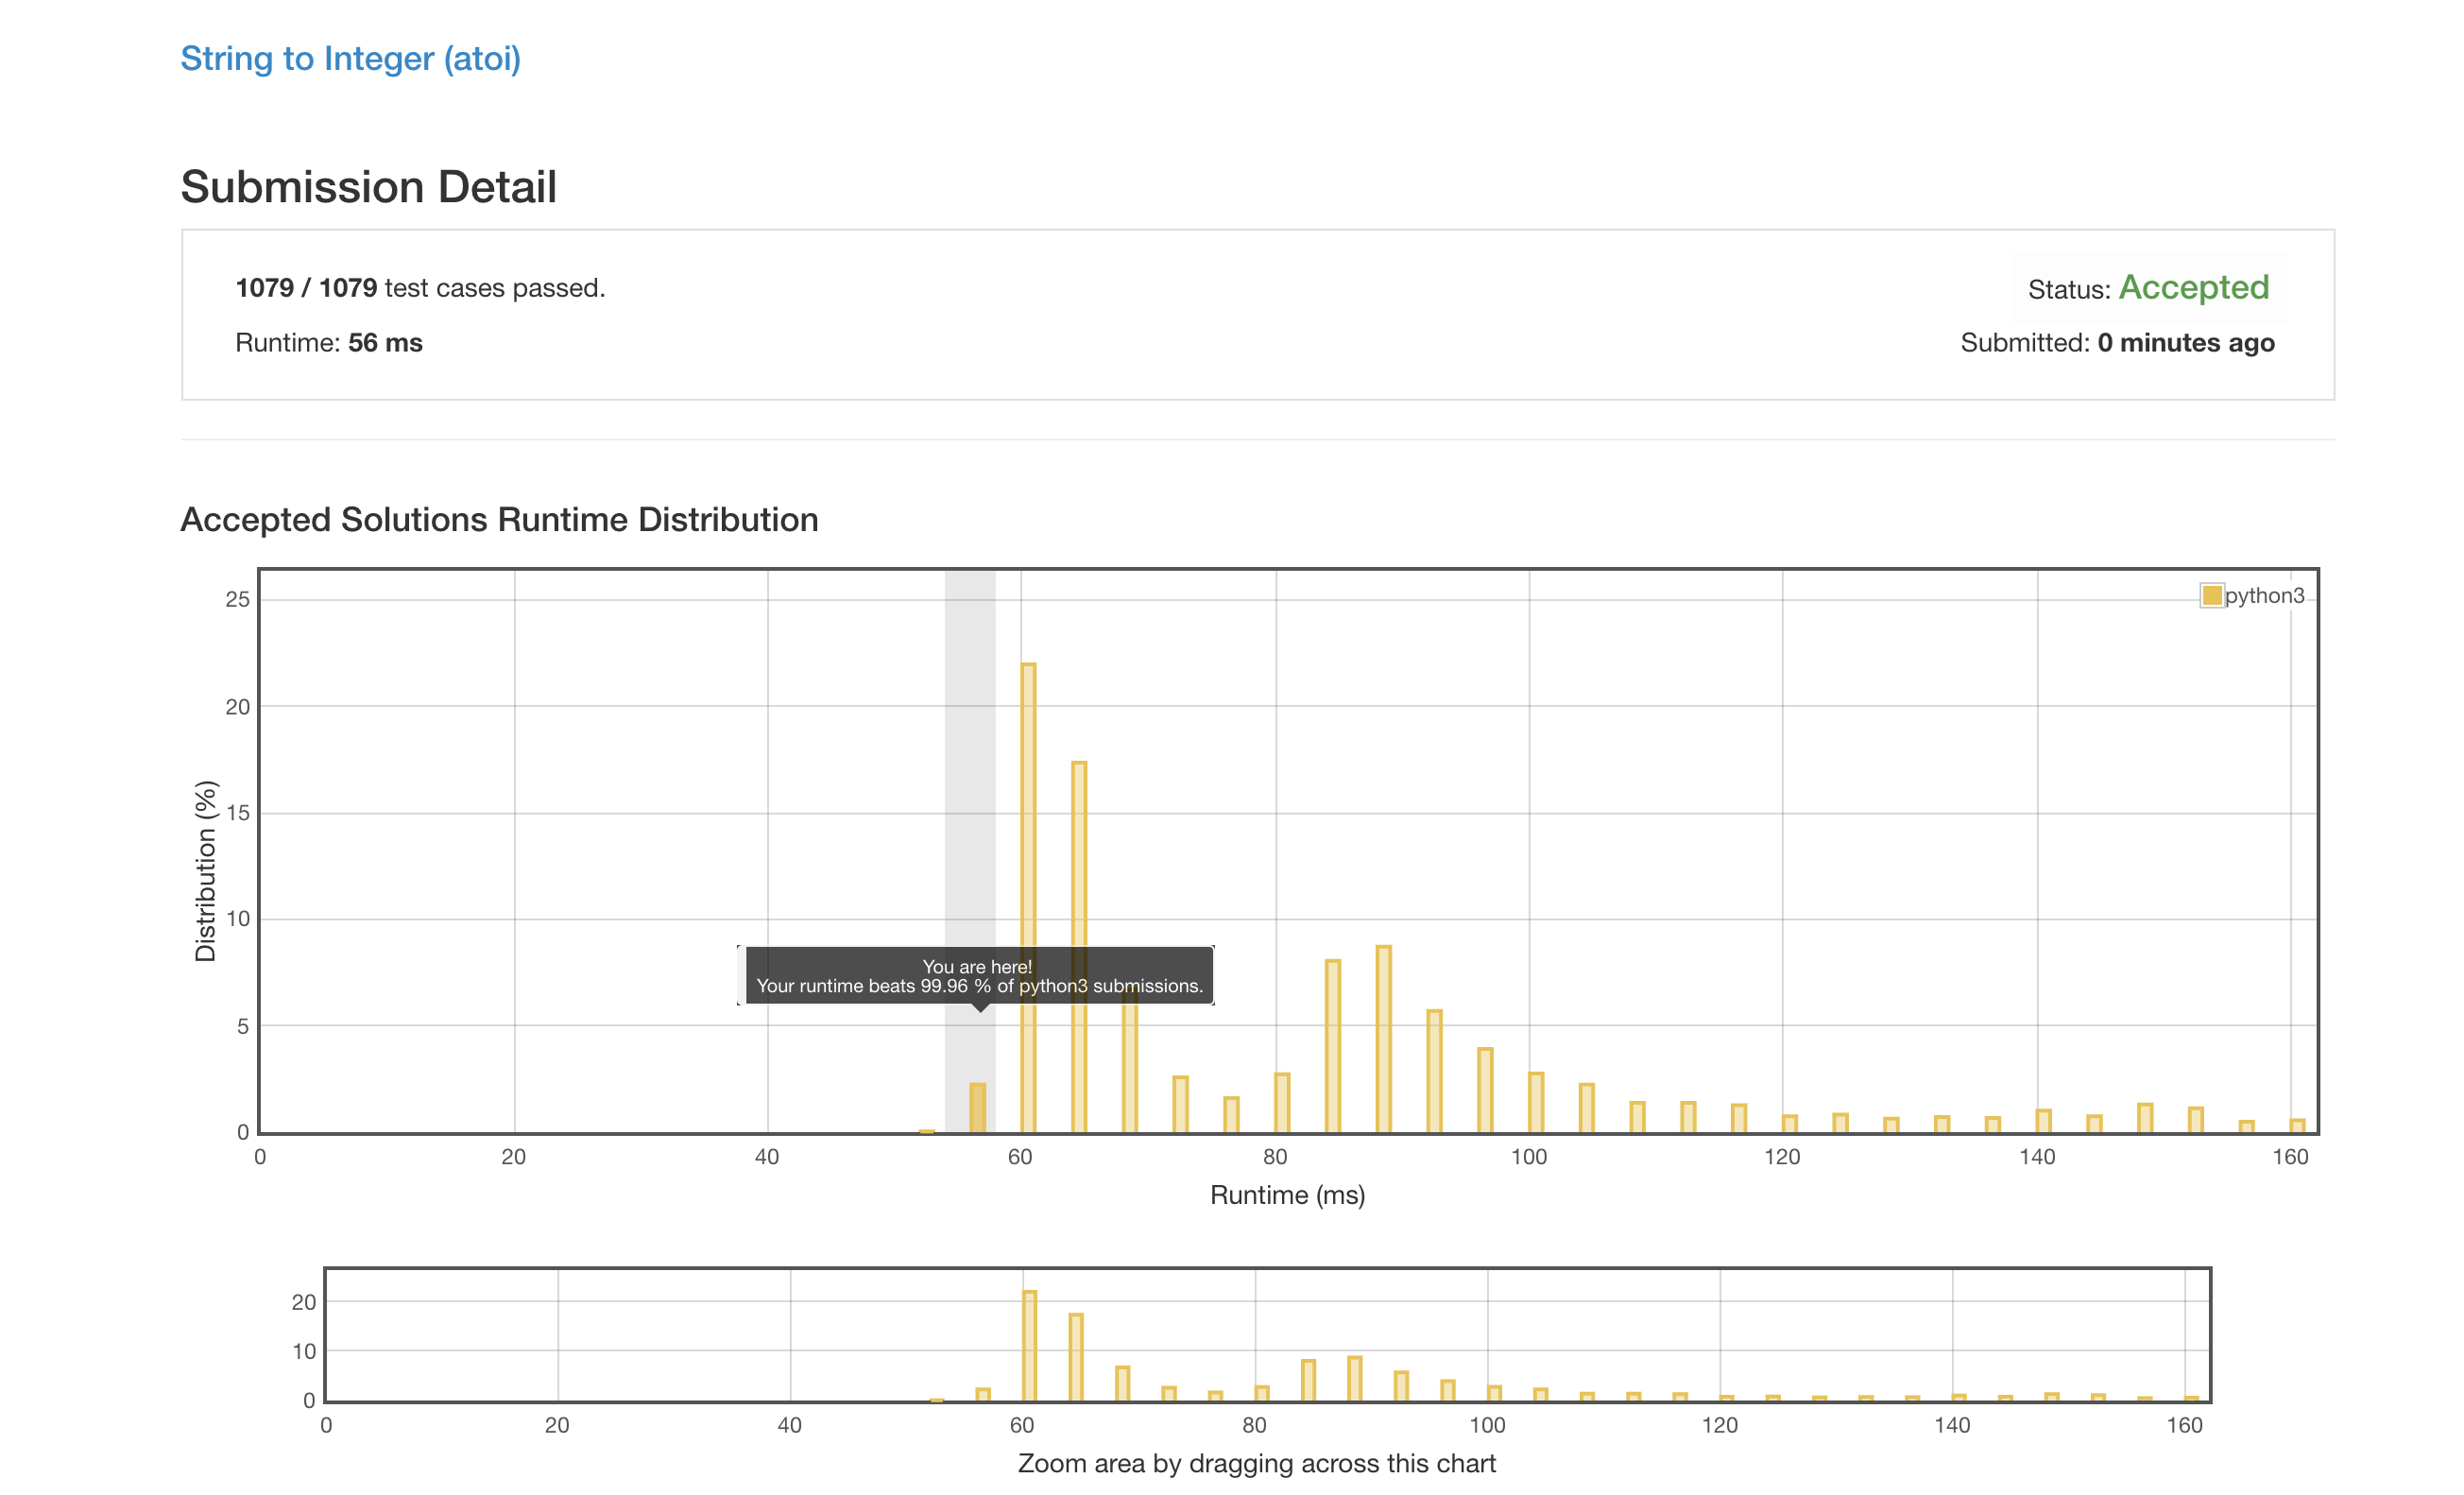 String to Integer (atoi)
Submission Detail
1079 / 1079 test cases passed.
Status: Accepted
Runtime: 56 ms
Submitted: 0 minutes ago
Accepted Solutions Runtime Distribution
python3
25
20
15
10
5
0
Distribution (%)
You are here!
Your runtime beats 99.96 % of python3 submissions.
0 20 40 60 80 100 120 140 160
Runtime (ms)
20
10
0
0 20 40 60 80 100 120 140 160
Zoom area by dragging across this chart